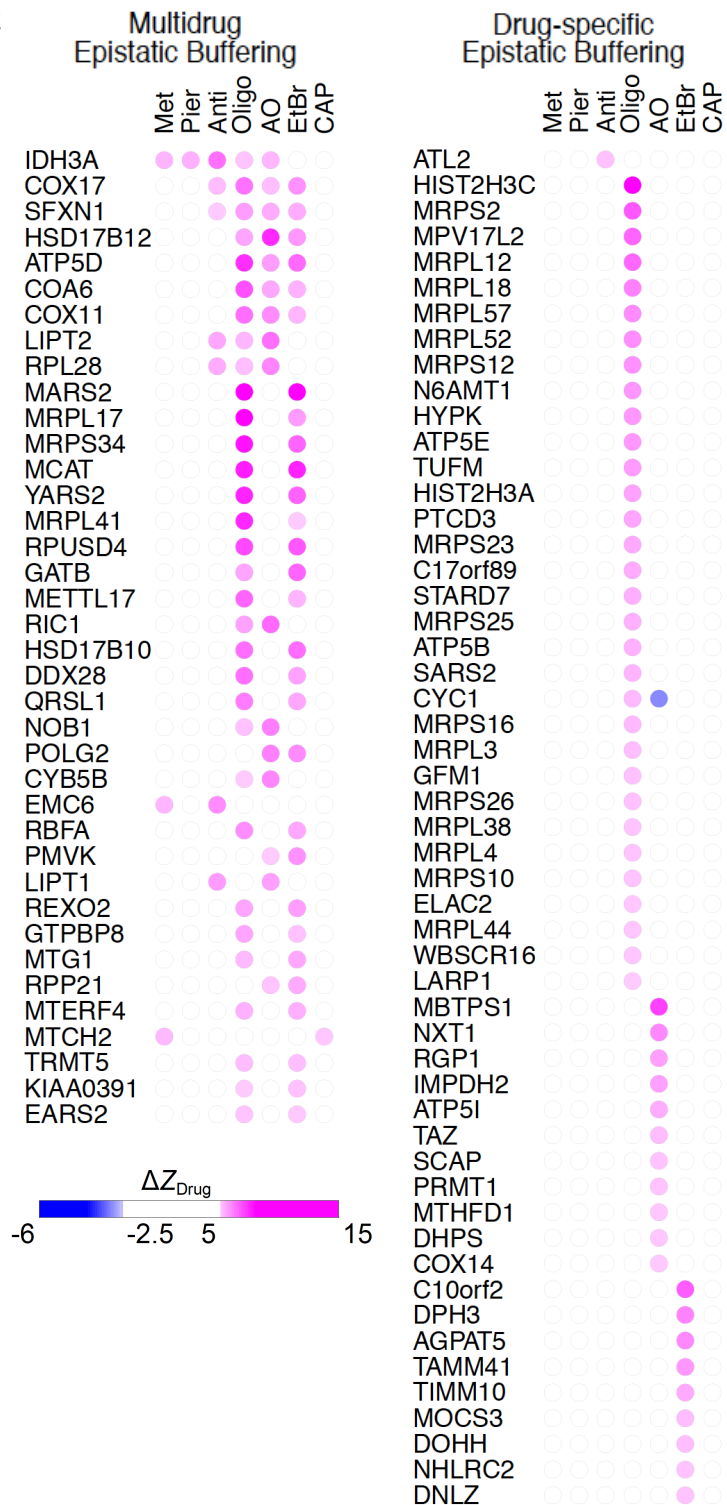 Multidrug
Epistatic Buffering
Met Pier Anti Oligo AO EtBr CAP
IDH3A
COX17
SFXN1
HSD17B12
ATP5D
COA6
COX11
LIPT2
RPL28
MARS2
MRPL17
MRPS34
MCAT
YARS2
MRPL41
RPUSD4
GATB
METTL17
RIC1
HSD17B10
DDX28
QRSL1
NOB1
POLG2
CYB5B
EMC6
RBFA
PMVK
LIPT1
REXO2
GTPBP8
MTG1
RPP21
MTERF4
MTCH2
TRMT5
KIAA0391
EARS2
ΔZDrug
-6 -2.5 5 15
Drug-specific
Epistatic Buffering
Met Pier Anti Oligo AO EtBr CAP
ATL2
HIST2H3C
MRPS2
MPV17L2
MRPL12
MRPL18
MRPL57
MRPL52
MRPS12
N6AMT1
HYPK
ATP5E
TUFM
HIST2H3A
PTCD3
MRPS23
C17orf89
STARD7
MRPS25
ATP5B
SARS2
CYC1
MRPS16
MRPL3
GFM1
MRPS26
MRPL38
MRPL4
MRPS10
ELAC2
MRPL44
WBSCR16
LARP1
MBTPS1
NXT1
RGP1
IMPDH2
ATP5I
TAZ
SCAP
PRMT1
MTHFD1
DHPS
COX14
C10orf2
DPH3
AGPAT5
TAMM41
TIMM10
MOCS3
DOHH
NHLRC2
DNLZ